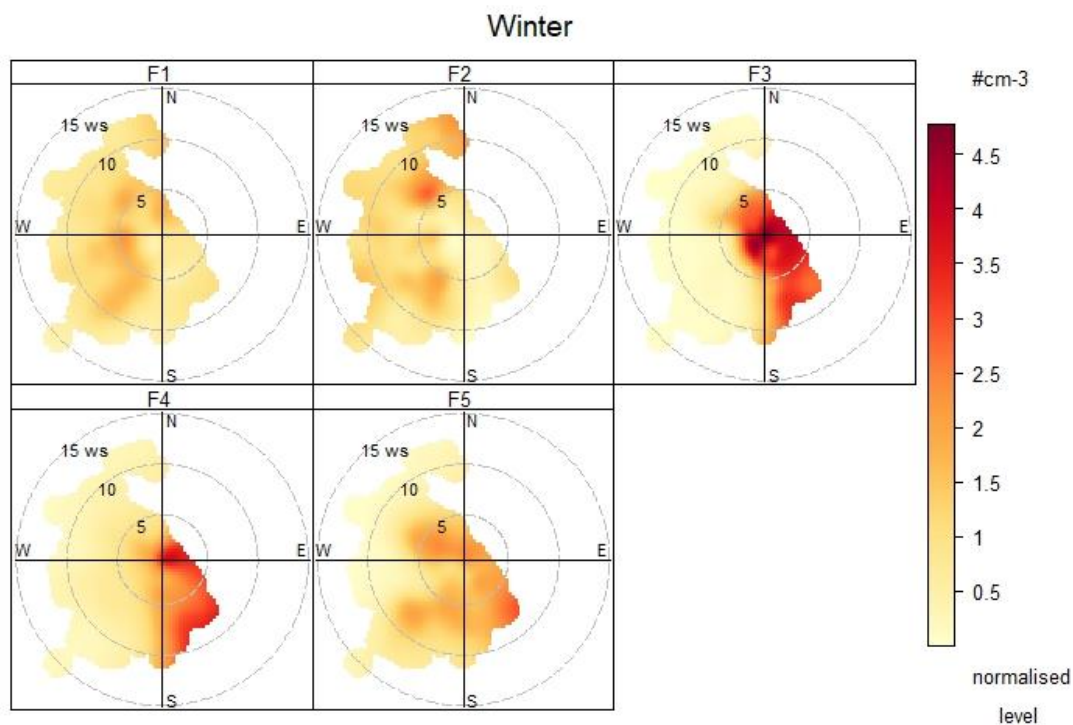 Winter
F1 F2 F3
N N N
15 ws 15 ws 15 ws
10 10 10
5 5 5
W E W E W E
S S S
F4 F5
N N
15 ws 15 ws
10 10
5 5
W E W E
S S
#cm-3
4.5
4
3.5
3
2.5
2
1.5
1
0.5
normalised
level